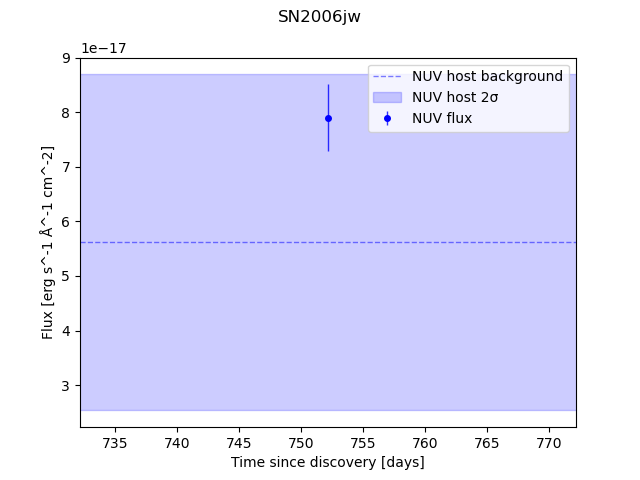 SN2006jw
1e−17
9
8
7
6
5
4
3
Flux [erg s^-1 Å^-1 cm^-2]
NUV host background
NUV host 2σ
NUV flux
735 740 745 750 755 760 765 770
Time since discovery [days]